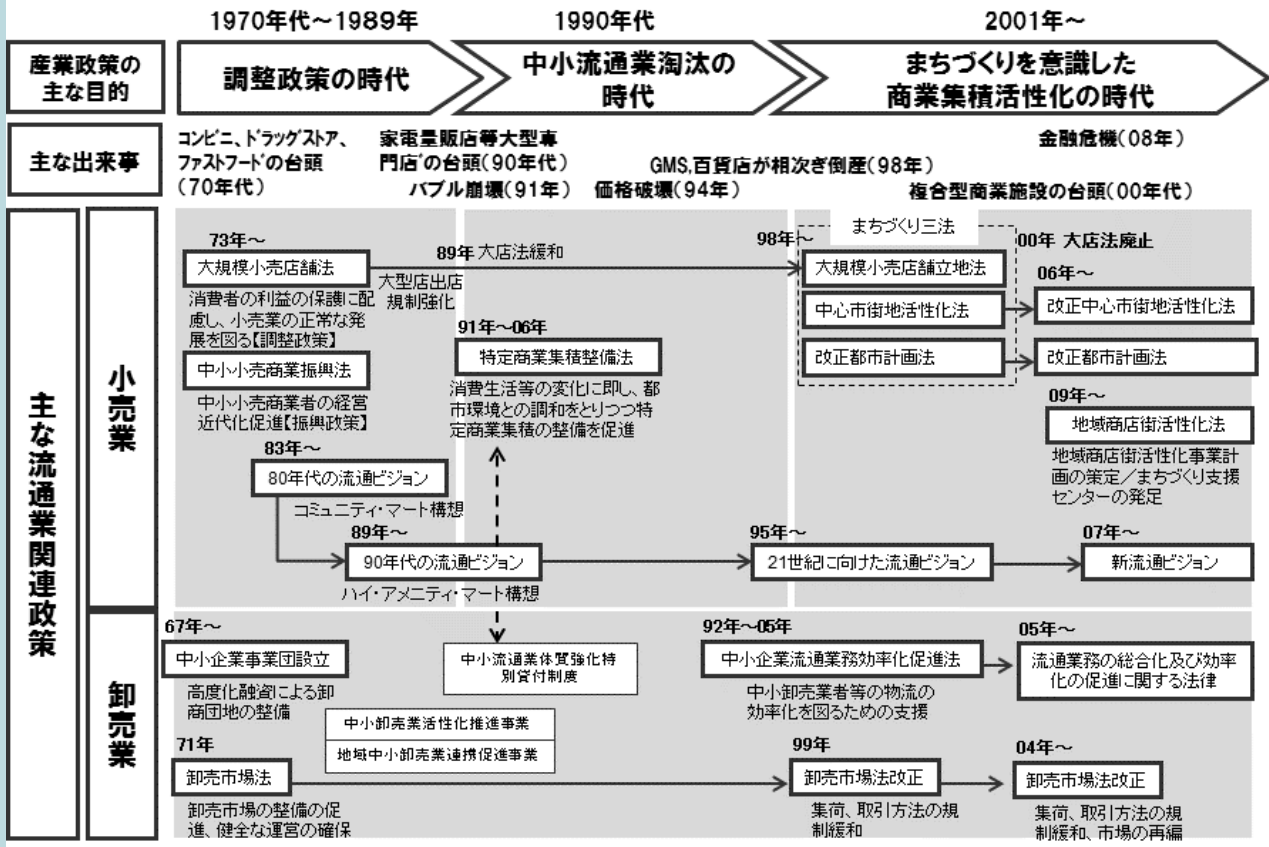 1970年代～1989年
1990年代
2001年～
産業政策の
主な目的
調整政策の時代
中小流通業淘汰の
時代
まちづくりを意識した
商業集積活性化の時代
主な出来事
コンビニ、ドラッグストア、
ファストフードの台頭
(70年代)
家電量販店等大型専
門店の台頭(90年代)
バブル崩壊(91年)
価格破壊(94年)
GMS,百貨店が相次ぎ倒産(98年)
金融危機(08年)
複合型商業施設の台頭(00年代)
主な流通業関連政策
小売業
73年～
大規模小売店舗法
消費者の利益の保護に配
慮し、小売業の正常な発
展を図る【調整政策】
89年 大店法緩和
大型店出店
規制強化
98年～
まちづくり三法
大規模小売店舗立地法
中心市街地活性化法
改正都市計画法
00年 大店法廃止
06年～
改正中心市街地活性化法
改正都市計画法
中小小売商業振興法
中小小売商業者の経営
近代化促進【振興政策】
91年～06年
特定商業集積整備法
消費生活等の変化に即し、都
市環境との調和をとりつつ特
定商業集積の整備を促進
09年～
地域商店街活性化法
地域商店街活性化事業計
画の策定／まちづくり支援
センターの発足
83年～
80年代の流通ビジョン
コミュニティ・マート構想
89年～
90年代の流通ビジョン
ハイ・アメニティ・マート構想
95年～
21世紀に向けた流通ビジョン
07年～
新流通ビジョン
卸売業
67年～
中小企業事業団設立
高度化融資による卸
商団地の整備
中小流通業体質強化特
別貸付制度
92年～05年
中小企業流通業務効率化促進法
中小卸売業者等の物流の
効率化を図るための支援
05年～
流通業務の総合化及び効率
化の促進に関する法律
中小卸売業活性化推進事業
地域中小卸売業連携促進事業
71年
卸売市場法
卸売市場の整備の促
進、健全な運営の確保
99年
卸売市場法改正
集荷、取引方法の規
制緩和
04年～
卸売市場法改正
集荷、取引方法の規
制緩和、市場の再編